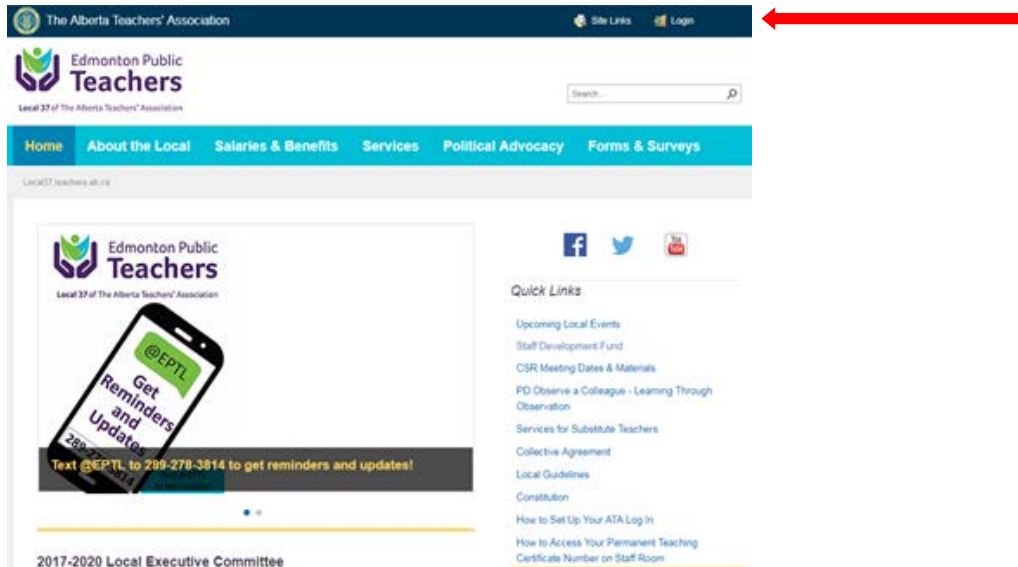 The Alberta Teachers' Association
Site Links Login
Edmonton Public
Teachers
Local 37 of The Alberta Teachers' Association
Search...
Home About the Local Salaries & Benefits Services Political Advocacy Forms & Surveys
Local37.teachers.ab.ca
Edmonton Public
Teachers
Local 37 of The Alberta Teachers' Association
@EPTL
Get
Reminders
and
Updates
289-278-3814
Text @EPTL to 289-278-3814 to get reminders and updates!
You
Tube
Quick Links
Upcoming Local Events
Staff Development Fund
CSR Meeting Dates & Materials
PD Observe a Colleague - Learning Through
Observation
Services for Substitute Teachers
Collective Agreement
Local Guidelines
Constitution
How to Set Up Your ATA Log In
How to Access Your Permanent Teaching
Certificate Number on Staff Room
2017-2020 Local Executive Committee